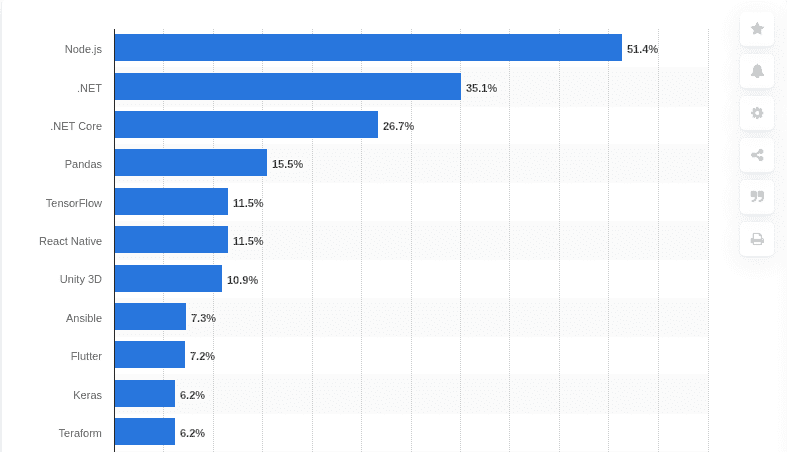 Node.js 51.4%
.NET 35.1%
.NET Core 26.7%
Pandas 15.5%
TensorFlow 11.5%
React Native 11.5%
Unity 3D 10.9%
Ansible 7.3%
Flutter 7.2%
Keras 6.2%
Teraform 6.2%